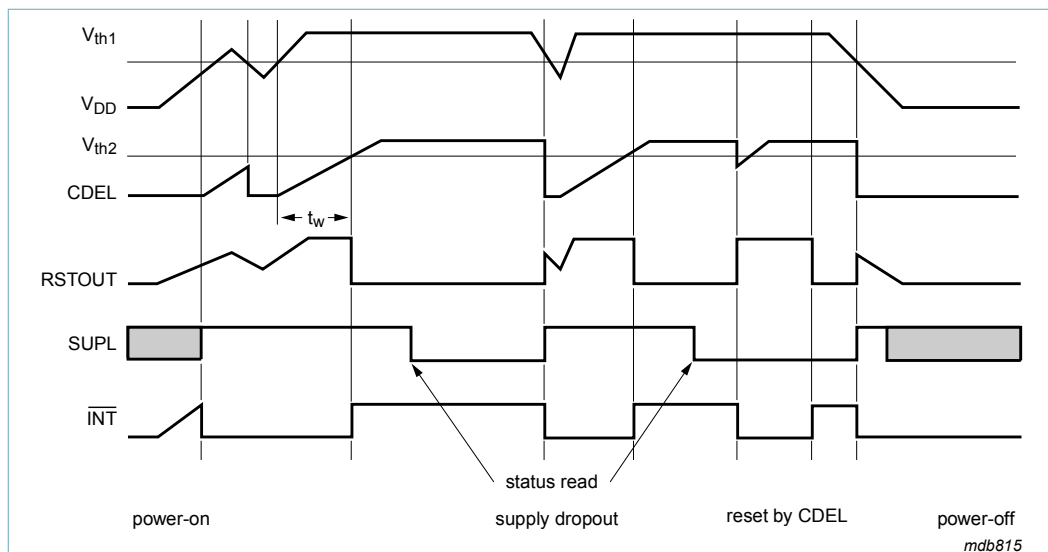 Vth1
VDD
Vth2
CDEL
tw
RSTOUT
SUPL
INT
status read
power-on
supply dropout
reset by CDEL
power-off
mdb815